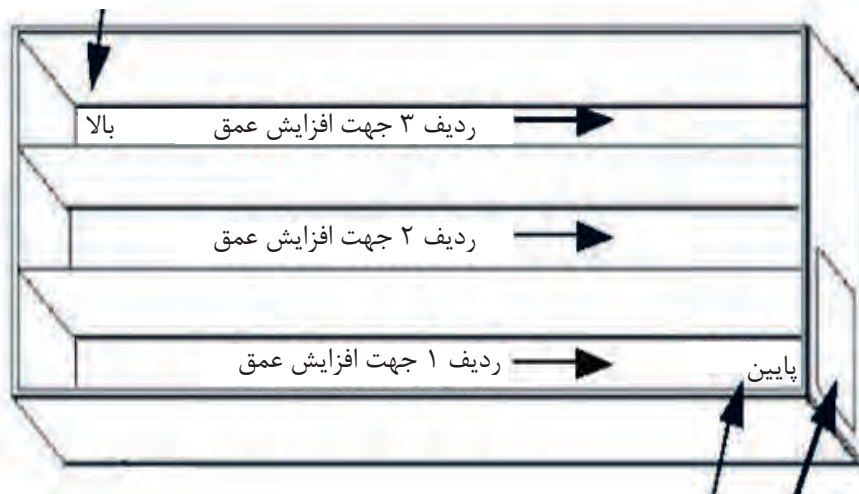 بالا
ردیف ۳ جهت افزایش عمق
ردیف ۲ جهت افزایش عمق
ردیف ۱ جهت افزایش عمق
پایین